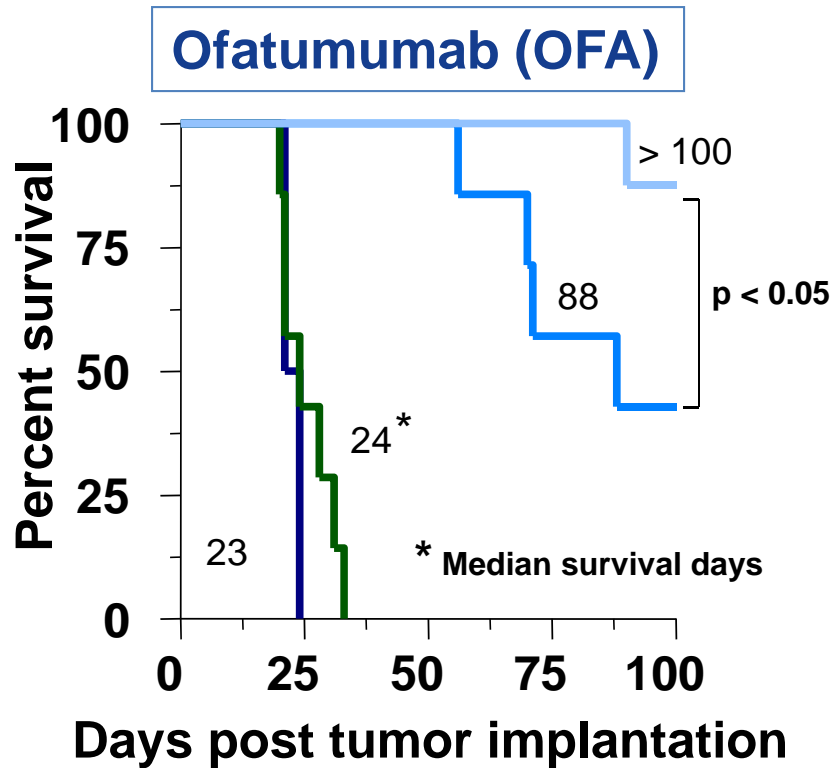 Ofatumumab (OFA)
100
75
50
25
0
Percent survival
> 100
88
p < 0.05
24*
23
* Median survival days
0 25 50 75 100
Days post tumor implantation